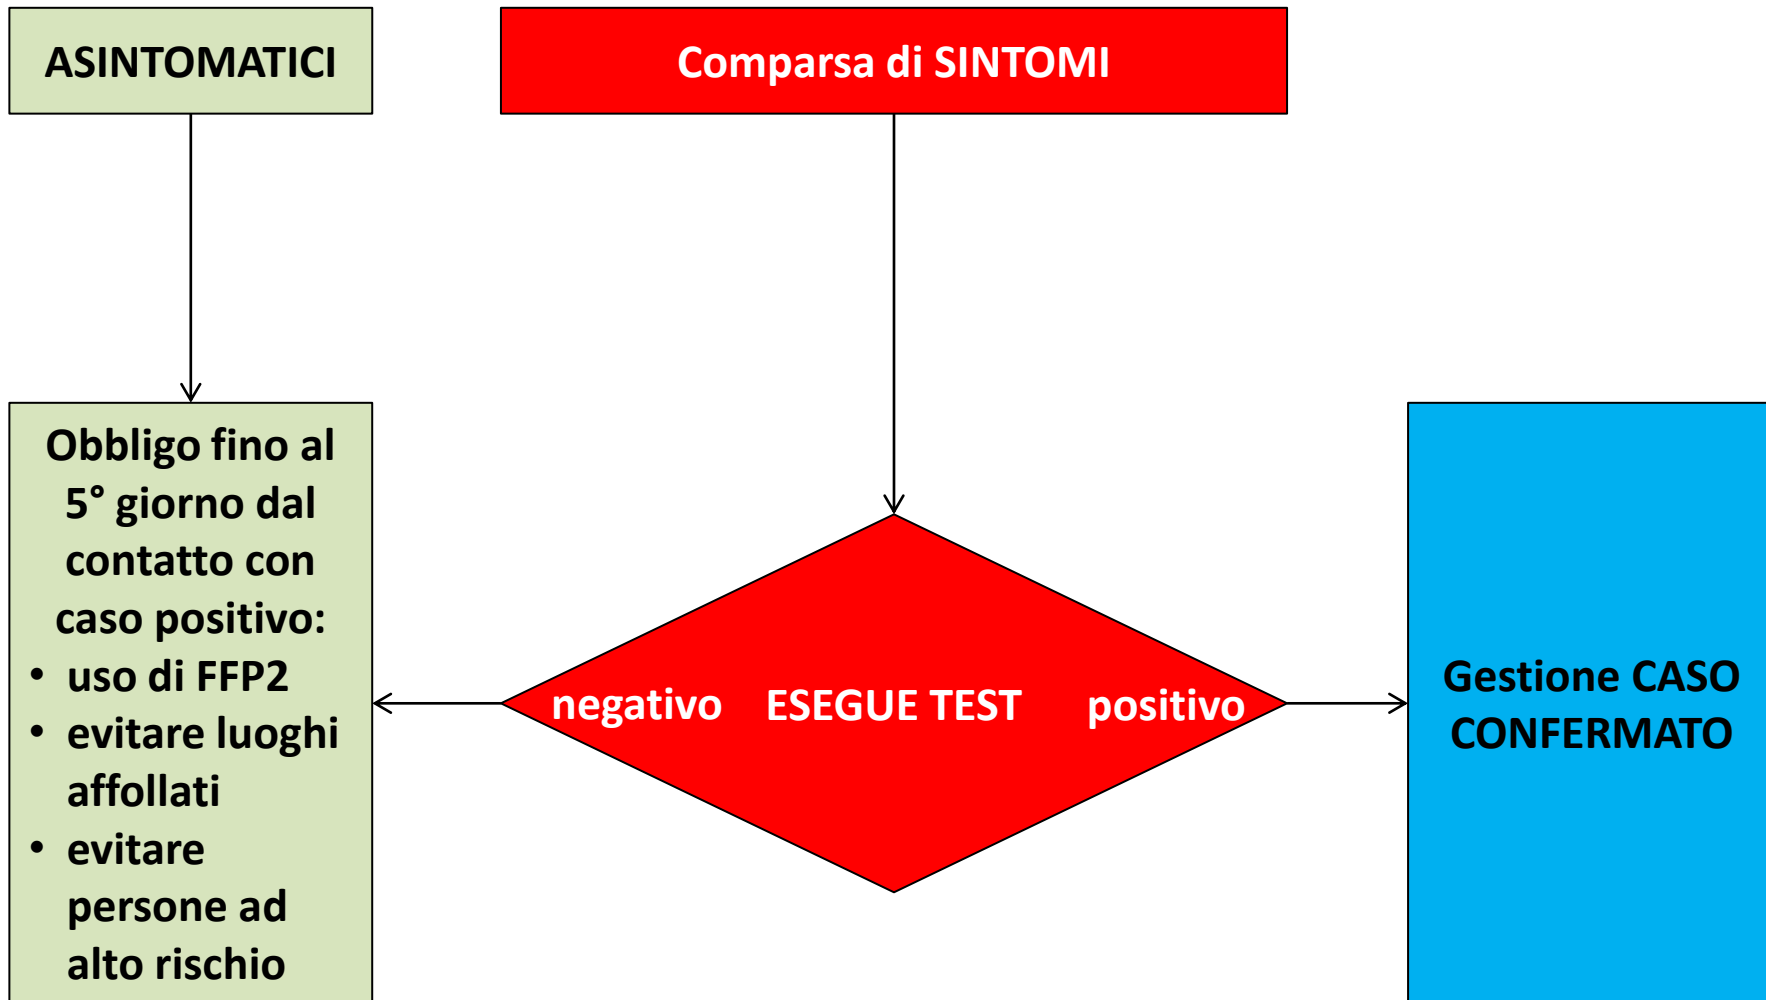 ASINTOMATICI
Comparsa di SINTOMI
Obbligo fino al
5° giorno dal
contatto con
caso positivo:
• uso di FFP2
• evitare luoghi
affollati
• evitare
persone ad
alto rischio
negativo ESEGUE TEST positivo
Gestione CASO
CONFERMATO